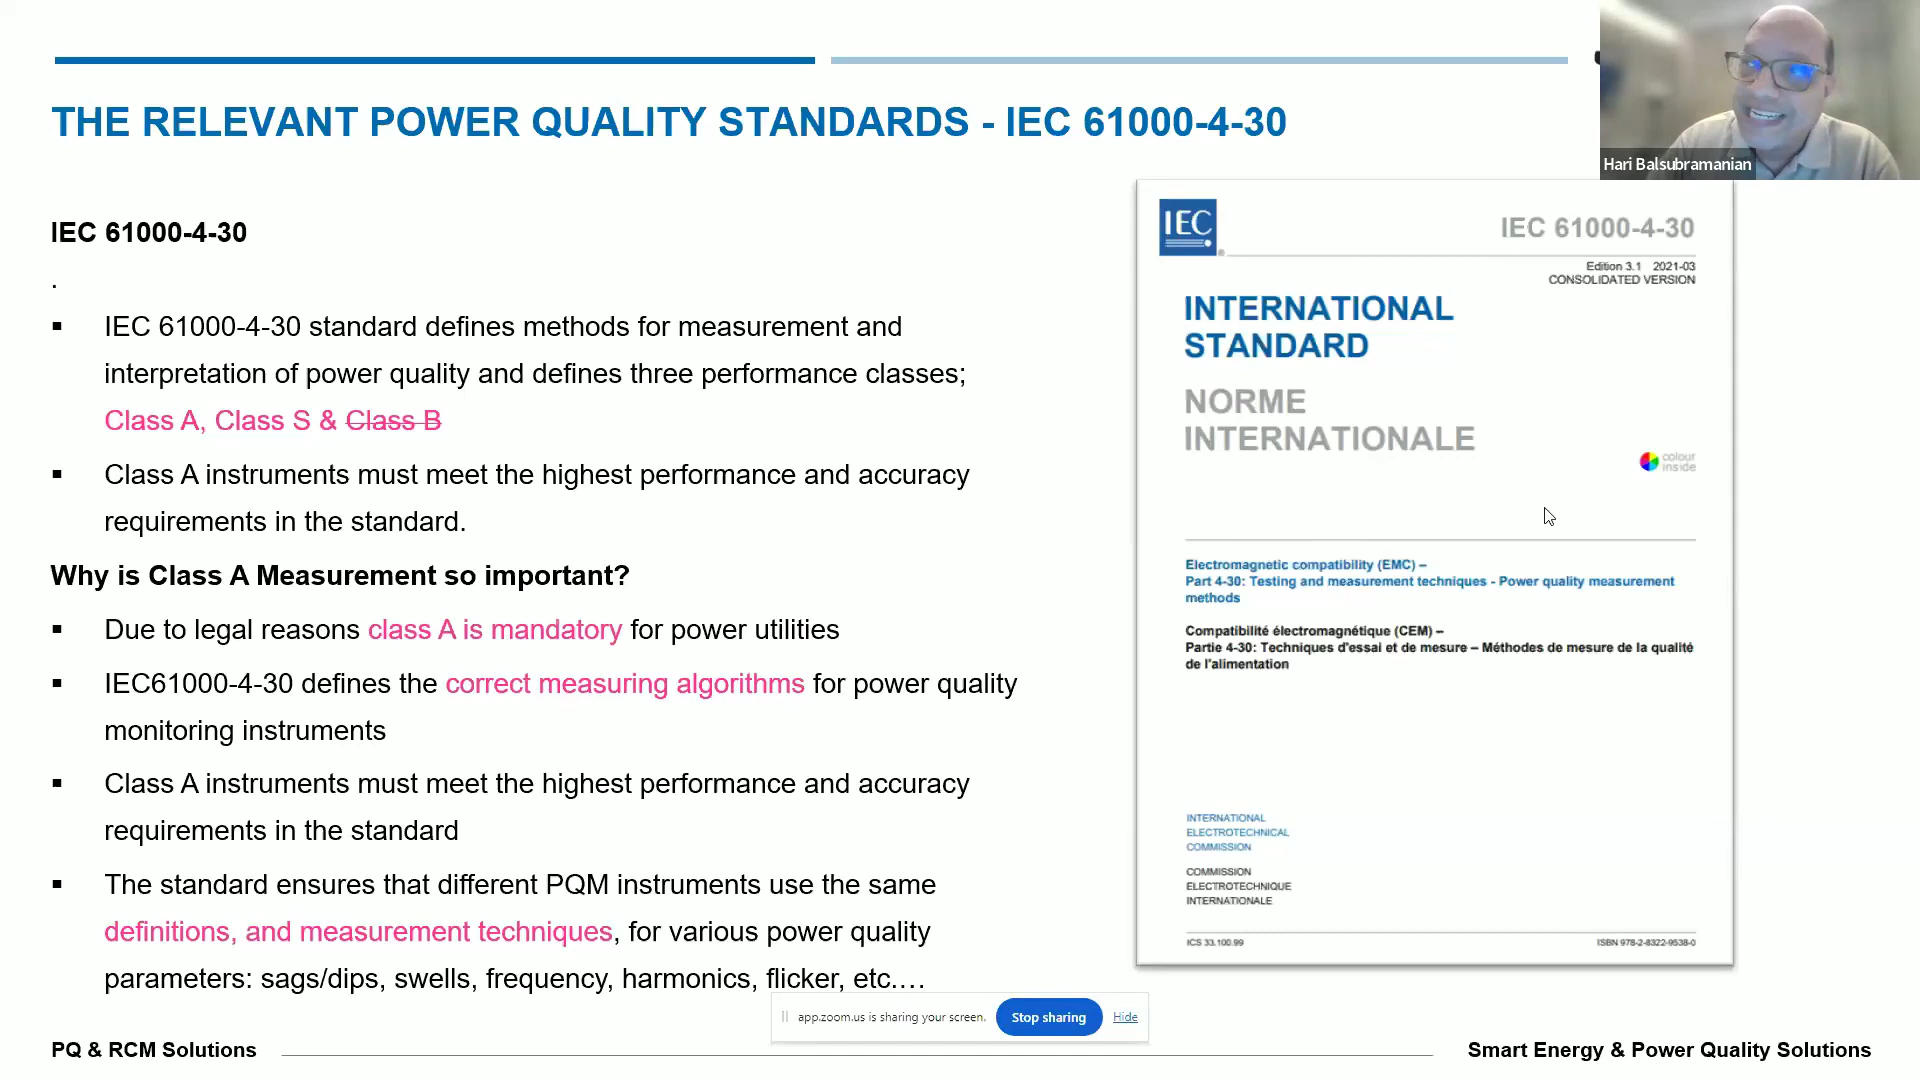 THE RELEVANT POWER QUALITY STANDARDS - IEC 61000-4-30
Hari Balsubramanian
IEC 61000-4-30
.
▪ IEC 61000-4-30 standard defines methods for measurement and
interpretation of power quality and defines three performance classes;
Class A, Class S & Class B
▪ Class A instruments must meet the highest performance and accuracy
requirements in the standard.
Why is Class A Measurement so important?
▪ Due to legal reasons class A is mandatory for power utilities
▪ IEC61000-4-30 defines the correct measuring algorithms for power quality
monitoring instruments
▪ Class A instruments must meet the highest performance and accuracy
requirements in the standard
▪ The standard ensures that different PQM instruments use the same
definitions, and measurement techniques, for various power quality
parameters: sags/dips, swells, frequency, harmonics, flicker, etc.…
IEC
®
IEC 61000-4-30
Edition 3.1 2021-03
CONSOLIDATED VERSION
INTERNATIONAL
STANDARD
NORME
INTERNATIONALE
colour
inside
Electromagnetic compatibility (EMC) –
Part 4-30: Testing and measurement techniques - Power quality measurement
methods
Compatibilité électromagnétique (CEM) –
Partie 4-30: Techniques d'essai et de mesure – Méthodes de mesure de la qualité
de l'alimentation
INTERNATIONAL
ELECTROTECHNICAL
COMMISSION
COMMISSION
ELECTROTECHNIQUE
INTERNATIONALE
ICS 33.100.99
ISBN 978-2-8322-9538-0
app.zoom.us is sharing your screen.
Stop sharing
Hide
PQ & RCM Solutions
Smart Energy & Power Quality Solutions